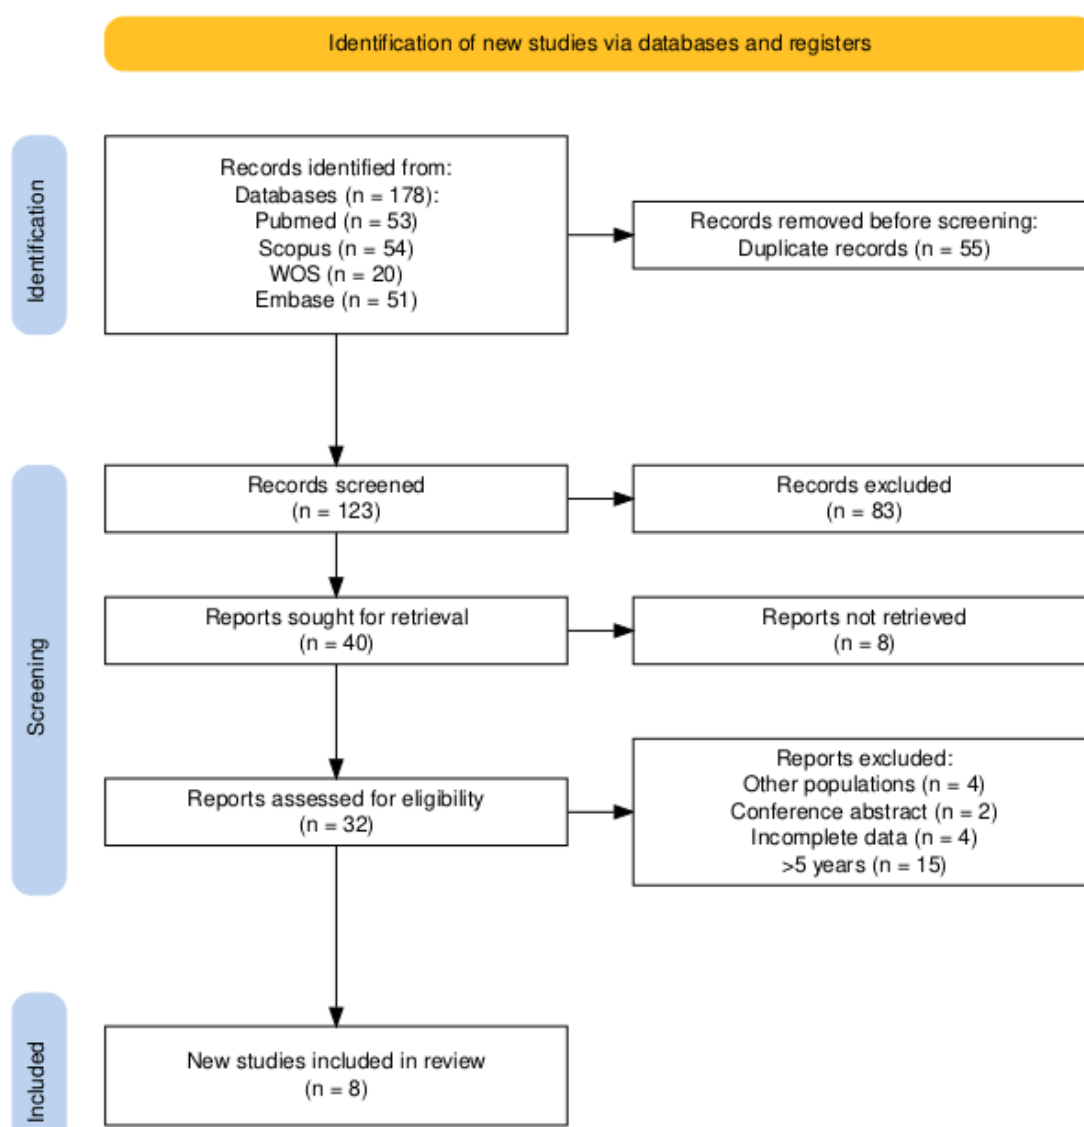 Identification of new studies via databases and registers
Identification
Records identified from:
Databases (n = 178):
Pubmed (n = 53)
Scopus (n = 54)
WOS (n = 20)
Embase (n = 51)
Records removed before screening:
Duplicate records (n = 55)
Screening
Records screened
(n = 123)
Records excluded
(n = 83)
Reports sought for retrieval
(n = 40)
Reports not retrieved
(n = 8)
Reports assessed for eligibility
(n = 32)
Reports excluded:
Other populations (n = 4)
Conference abstract (n = 2)
Incomplete data (n = 4)
>5 years (n = 15)
Included
New studies included in review
(n = 8)